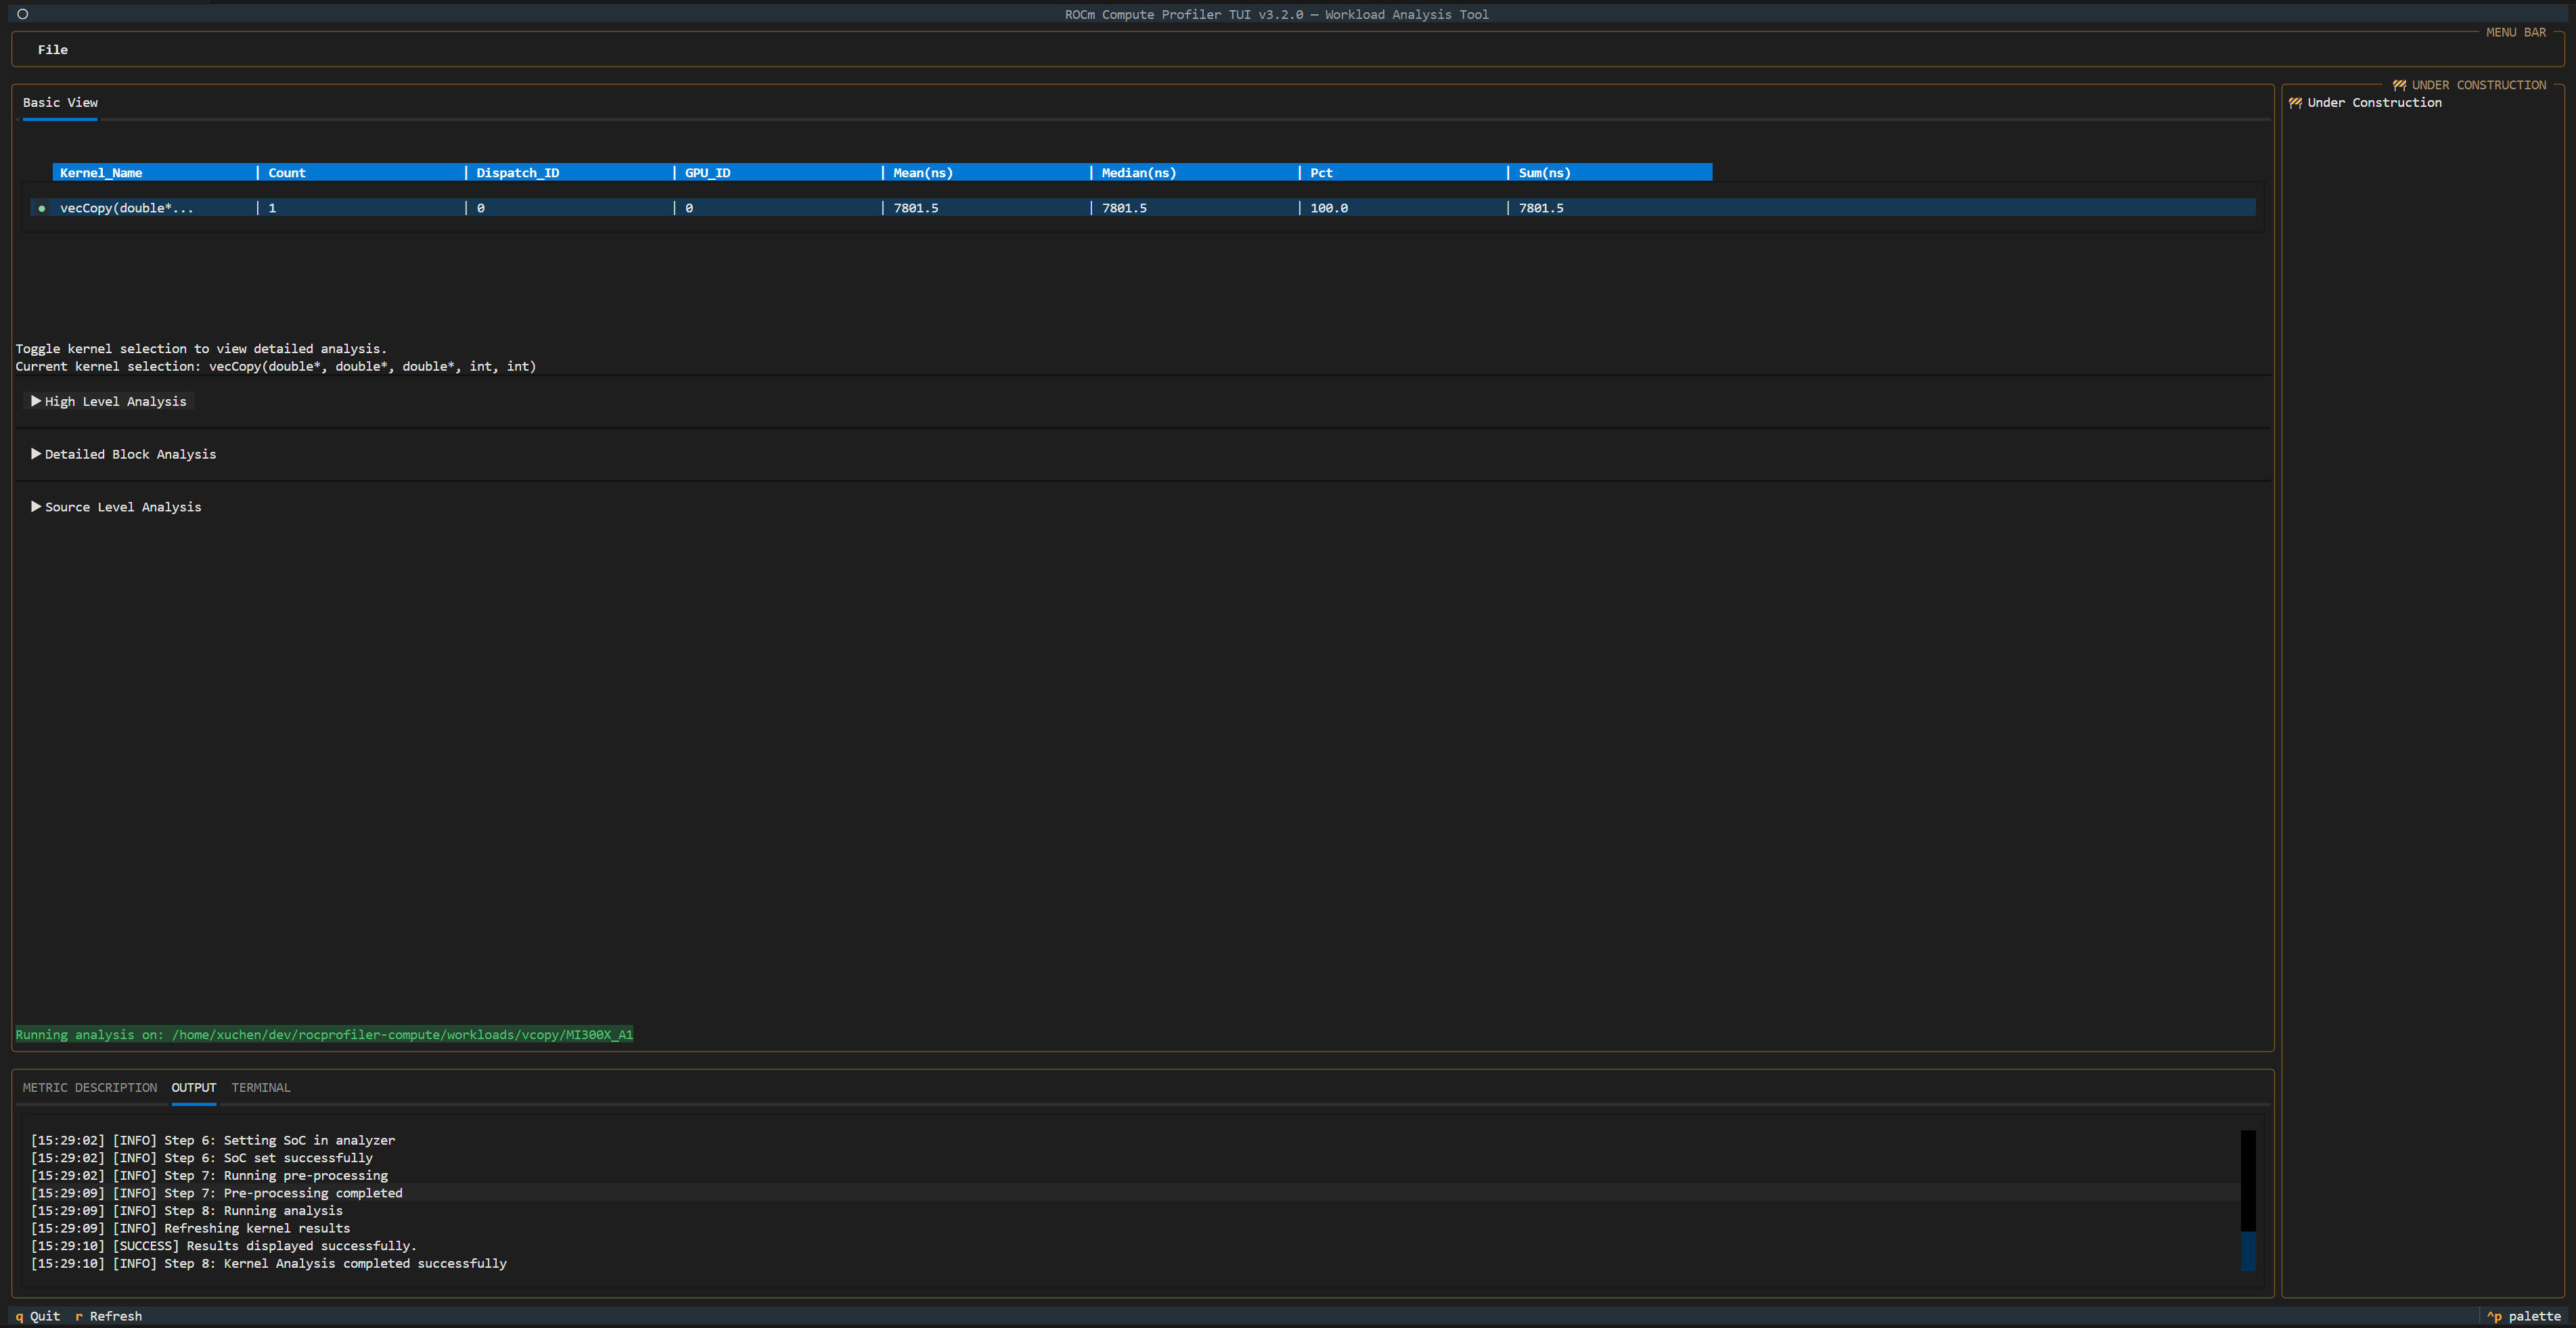 ROCm Compute Profiler TUI v3.2.0 — Workload Analysis Tool
MENU BAR
File
🚧 UNDER CONSTRUCTION
Basic View
🚧 Under Construction
Kernel_Name | Count | Dispatch_ID | GPU_ID | Mean(ns) | Median(ns) | Pct | Sum(ns)
● vecCopy(double*... | 1 | 0 | 0 | 7801.5 | 7801.5 | 100.0 | 7801.5
Toggle kernel selection to view detailed analysis.
Current kernel selection: vecCopy(double*, double*, double*, int, int)
▶ High Level Analysis
▶ Detailed Block Analysis
▶ Source Level Analysis
Running analysis on: /home/xuchen/dev/rocprofiler-compute/workloads/vcopy/MI300X_A1
METRIC DESCRIPTION OUTPUT TERMINAL
[15:29:02] [INFO] Step 6: Setting SoC in analyzer
[15:29:02] [INFO] Step 6: SoC set successfully
[15:29:02] [INFO] Step 7: Running pre-processing
[15:29:09] [INFO] Step 7: Pre-processing completed
[15:29:09] [INFO] Step 8: Running analysis
[15:29:09] [INFO] Refreshing kernel results
[15:29:10] [SUCCESS] Results displayed successfully.
[15:29:10] [INFO] Step 8: Kernel Analysis completed successfully
q Quit r Refresh ^p palette